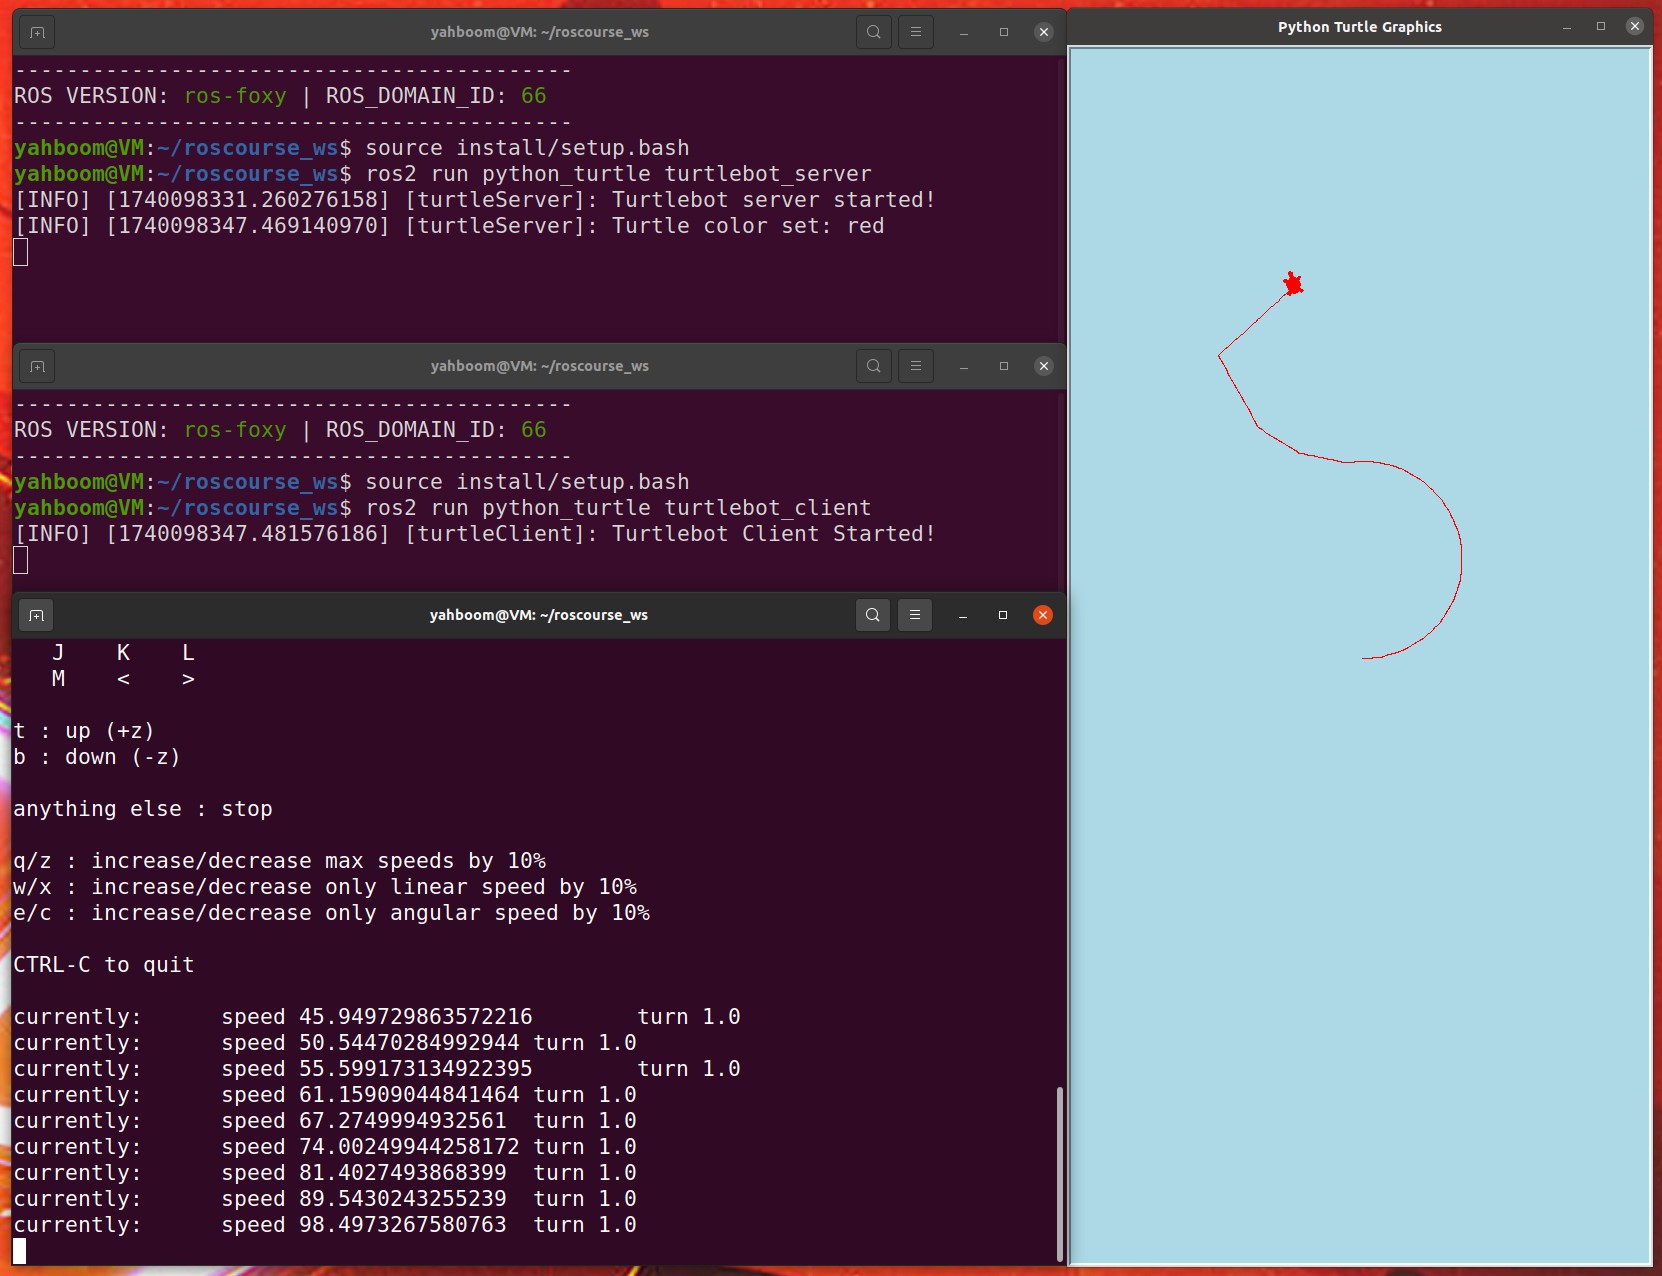 yahboom@VM: ~/roscourse_ws
--------------------------------------------
ROS VERSION: ros-foxy | ROS_DOMAIN_ID: 66
--------------------------------------------
yahboom@VM:~/roscourse_ws$ source install/setup.bash
yahboom@VM:~/roscourse_ws$ ros2 run python_turtle turtlebot_server
[INFO] [1740098331.260276158] [turtleServer]: Turtlebot server started!
[INFO] [1740098347.469140970] [turtleServer]: Turtle color set: red
yahboom@VM: ~/roscourse_ws
--------------------------------------------
ROS VERSION: ros-foxy | ROS_DOMAIN_ID: 66
--------------------------------------------
yahboom@VM:~/roscourse_ws$ source install/setup.bash
yahboom@VM:~/roscourse_ws$ ros2 run python_turtle turtlebot_client
[INFO] [1740098347.481576186] [turtleClient]: Turtlebot Client Started!
yahboom@VM: ~/roscourse_ws
J K L
M < >
t : up (+z)
b : down (-z)
anything else : stop
q/z : increase/decrease max speeds by 10%
w/x : increase/decrease only linear speed by 10%
e/c : increase/decrease only angular speed by 10%
CTRL-C to quit
currently: speed 45.949729863572216 turn 1.0
currently: speed 50.54470284992944 turn 1.0
currently: speed 55.599173134922395 turn 1.0
currently: speed 61.15909044841464 turn 1.0
currently: speed 67.2749994932561 turn 1.0
currently: speed 74.00249944258172 turn 1.0
currently: speed 81.4027493868399 turn 1.0
currently: speed 89.5430243255239 turn 1.0
currently: speed 98.4973267580763 turn 1.0
Python Turtle Graphics